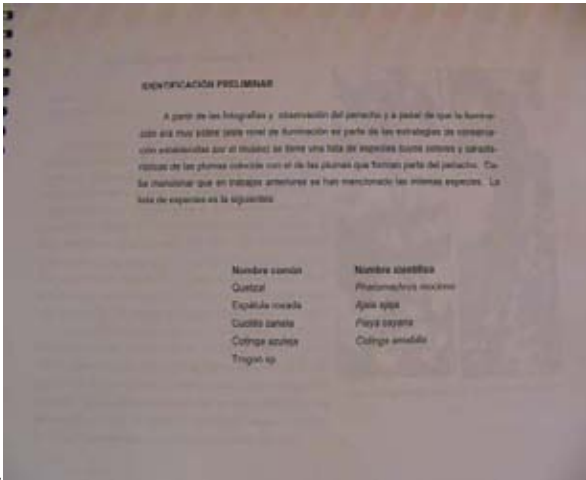 IDENTIFICACIÓN PRELIMINAR
A partir de las fotografías y observación del penacho y a pesar de que la ilumina-
ción era muy pobre (este nivel de iluminación es parte de las estrategias de conserva-
ción establecidas por el museo) se tiene una lista de especies cuyos colores y caracte-
rísticas de las plumas coincide con el de las plumas que forman parte del penacho. Ca-
be mencionar que en trabajos anteriores se han mencionado las mismas especies. La
lista de especies es la siguiente:
Nombre común Nombre científico
Quetzal Pharomachrus mocinno
Espátula rosada Ajaia ajaja
Cuclillo canela Piaya cayana
Cotinga azuleja Cotinga amabilis
Trogon sp.